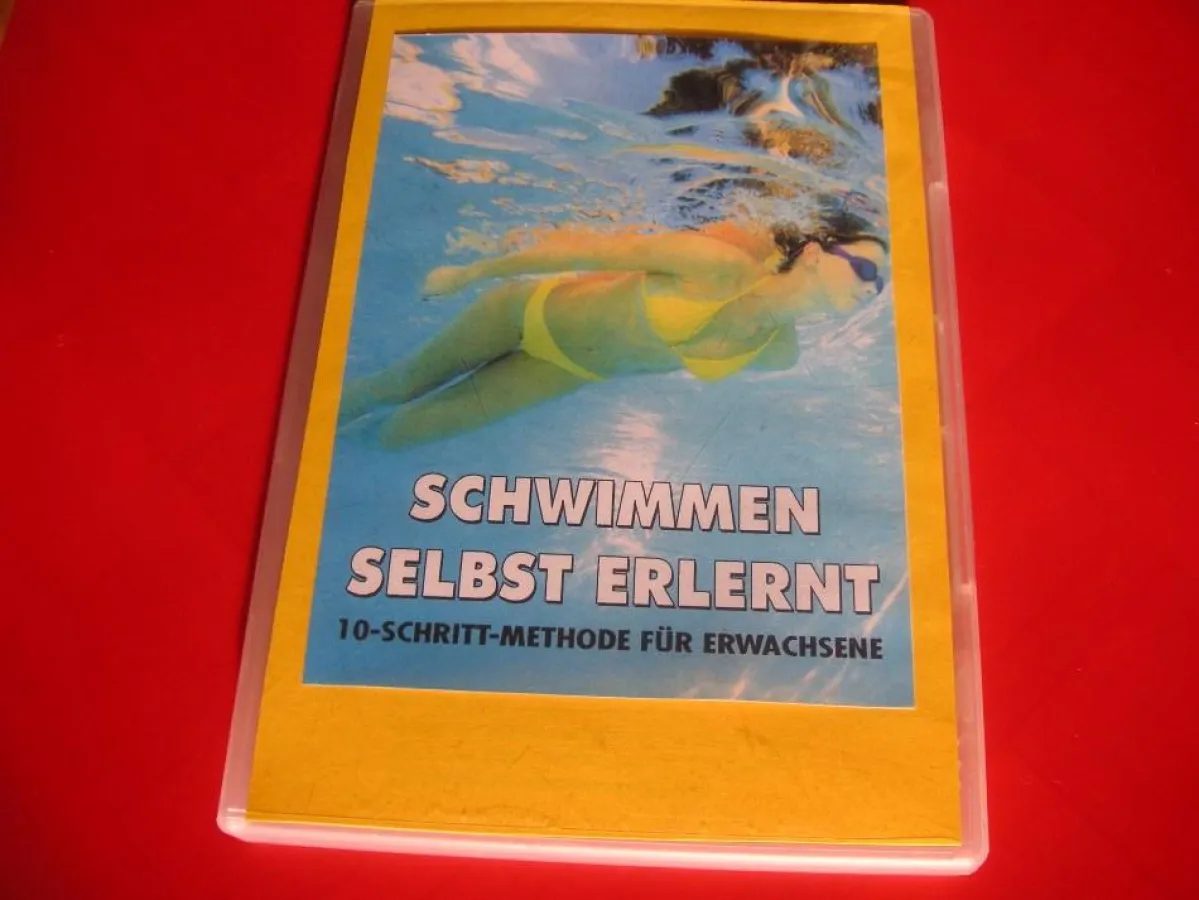 SCHWIMMEN
SELBST ERLERNT
10-SCHRITT-METHODE FÜR ERWACHSENE